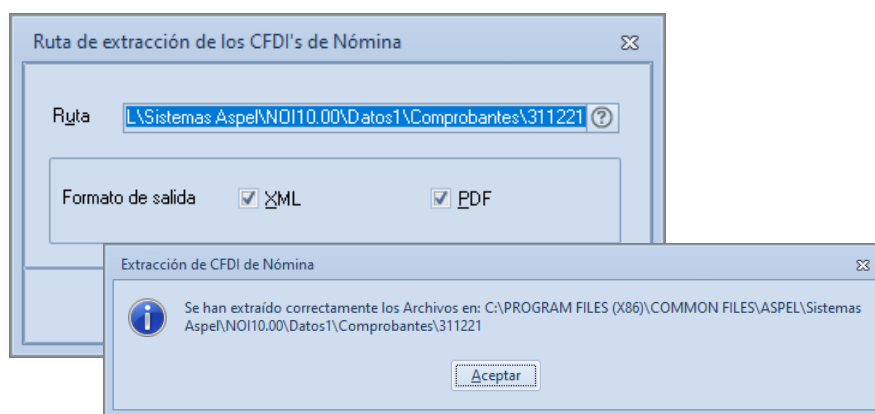 Ruta de extracción de los CFDI's de Nómina
Ruta L\Sistemas Aspel\NOI10.00\Datos1\Comprobantes\311221
Formato de salida XML PDF
Extracción de CFDI de Nómina
Se han extraído correctamente los Archivos en: C:\PROGRAM FILES (X86)\COMMON FILES\ASPEL\Sistemas
Aspel\NOI10.00\Datos1\Comprobantes\311221
Aceptar